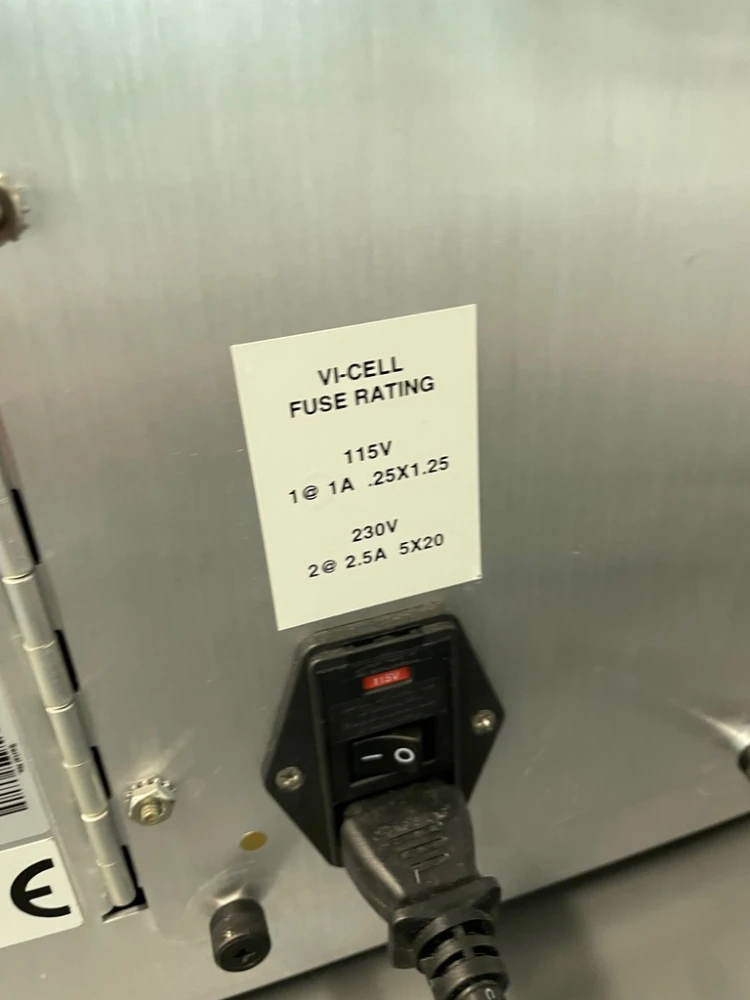 VI-CELL
FUSE RATING
115V
1@ 1A .25X1.25
230V
2@ 2.5A 5X20
115V
L